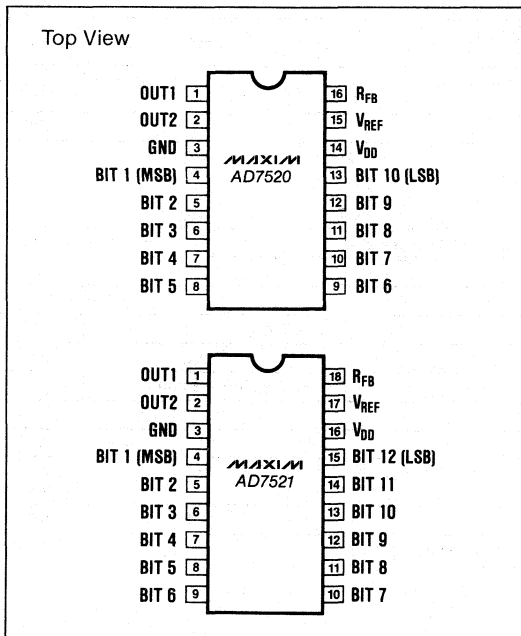 Top View
OUT1 1 16 RFB
OUT2 2 15 VREF
GND 3 14 VDD
BIT 1 (MSB) 4 MAXIM 13 BIT 10 (LSB)
BIT 2 5 AD7520 12 BIT 9
BIT 3 6 11 BIT 8
BIT 4 7 10 BIT 7
BIT 5 8 9 BIT 6
OUT1 1 18 RFB
OUT2 2 17 VREF
GND 3 16 VDD
BIT 1 (MSB) 4 MAXIM 15 BIT 12 (LSB)
BIT 2 5 AD7521 14 BIT 11
BIT 3 6 13 BIT 10
BIT 4 7 12 BIT 9
BIT 5 8 11 BIT 8
BIT 6 9 10 BIT 7